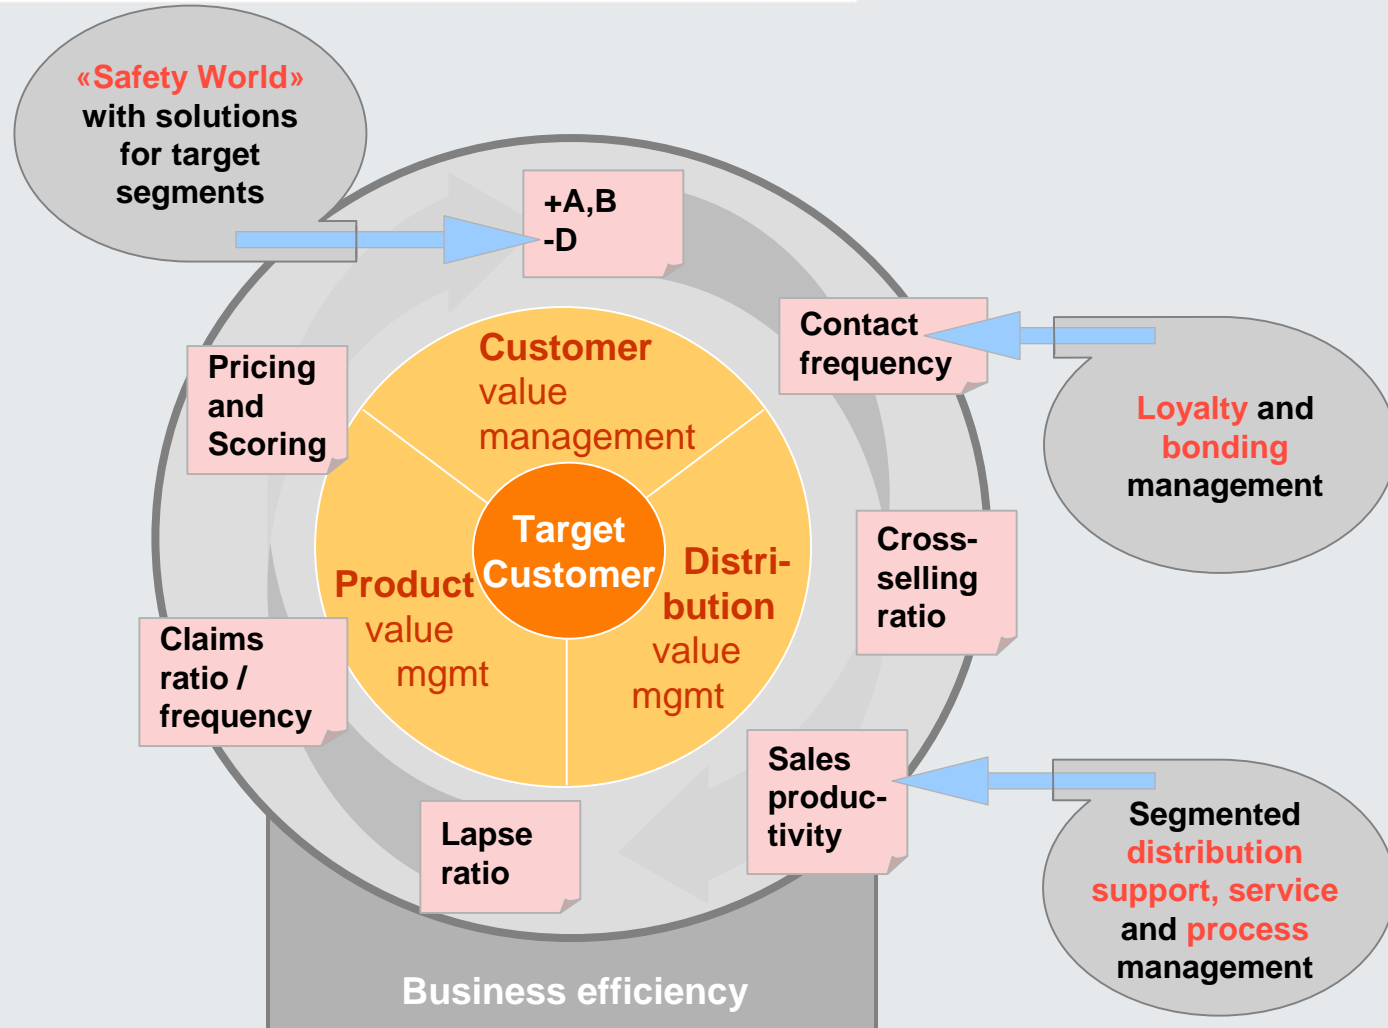 «Safety World»
with solutions
for target
segments
+A,B
-D
Contact
frequency
Loyalty and
bonding
management
Pricing
and
Scoring
Customer
value
management
Target
Customer
Product
value
mgmt
Distri-
bution
value
mgmt
Cross-
selling
ratio
Claims
ratio /
frequency
Sales
produc-
tivity
Lapse
ratio
Segmented
distribution
support, service
and process
management
Business efficiency